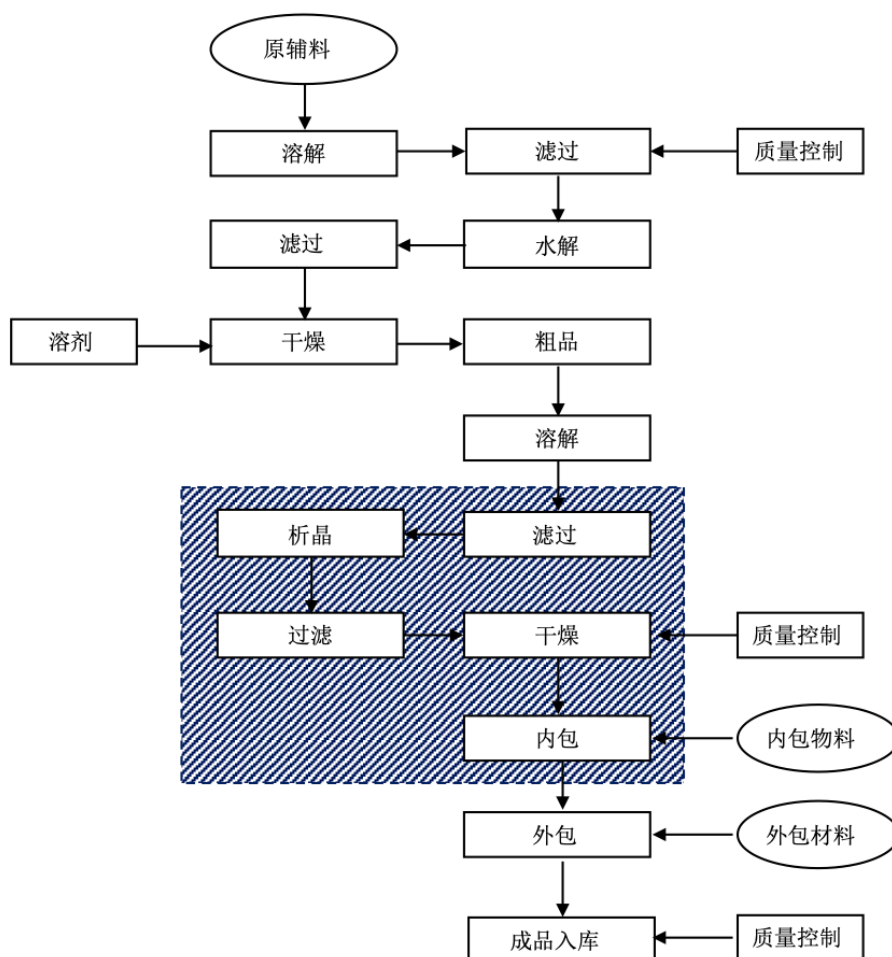 原辅料
溶解
滤过
质量控制
滤过
水解
溶剂
干燥
粗品
溶解
析晶
滤过
过滤
干燥
质量控制
内包
内包物料
外包
外包材料
成品入库
质量控制